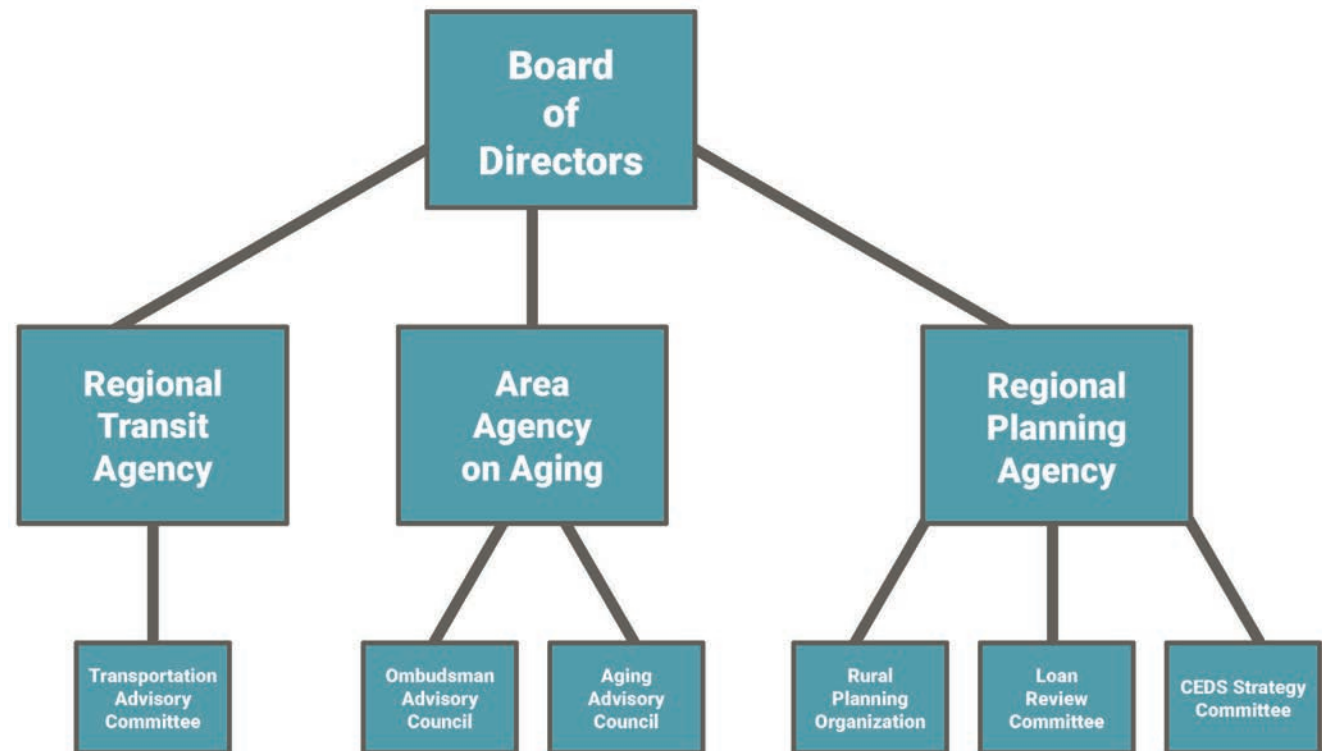 Board
of
Directors
Regional
Transit
Agency
Area
Agency
on Aging
Regional
Planning
Agency
Transportation
Advisory
Committee
Ombudsman
Advisory
Council
Aging
Advisory
Council
Rural
Planning
Organization
Loan
Review
Committee
CEDS Strategy
Committee